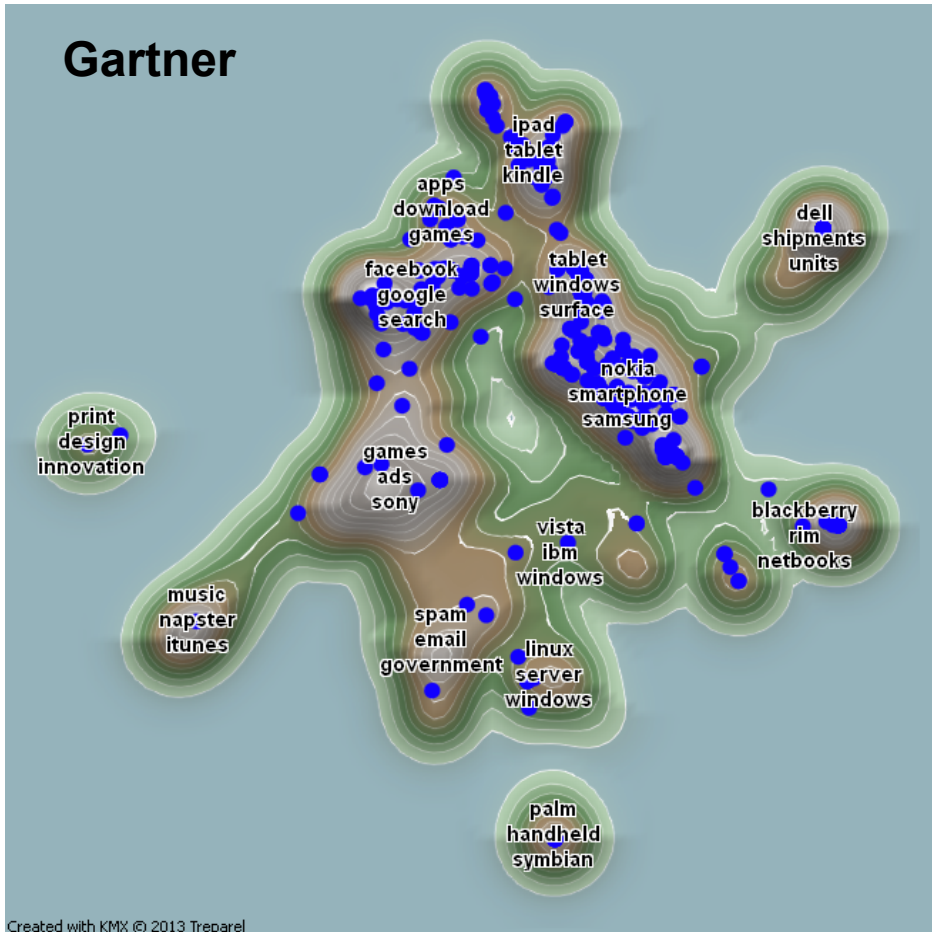 Gartner
ipad
tablet
kindle
apps
download
games
dell
shipments
units
facebook
google
search
tablet
windows
surface
nokia
smartphone
samsung
print
design
innovation
games
ads
sony
blackberry
rim
netbooks
vista
ibm
windows
music
napster
itunes
spam
email
government
linux
server
windows
palm
handheld
symbian
Created with KMX © 2013 Treparel